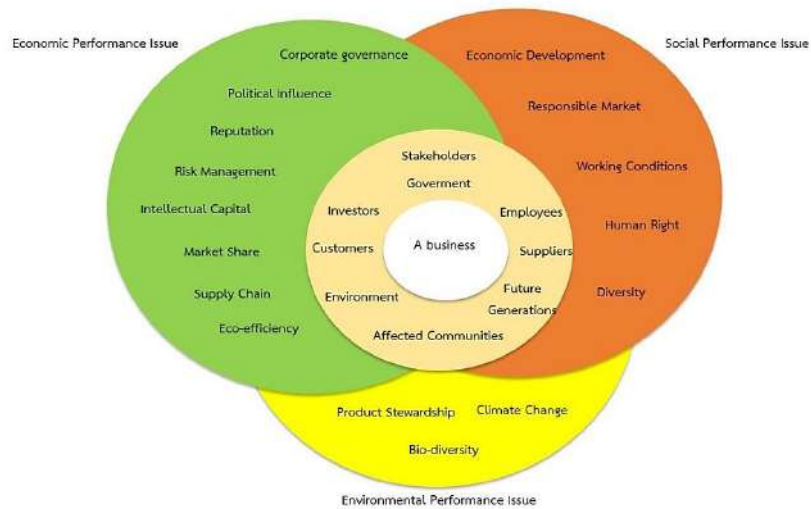 Economic Performance Issue
Social Performance Issue
Corporate governance
Political Influence
Reputation
Risk Management
Intellectual Capital
Market Share
Supply Chain
Eco-efficiency
Economic Development
Responsible Market
Working Conditions
Human Right
Diversity
Stakeholders
Goverment
Investors
Employees
Customers
A business
Suppliers
Environment
Future
Generations
Affected Communities
Product Stewardship
Climate Change
Bio-diversity
Environmental Performance Issue